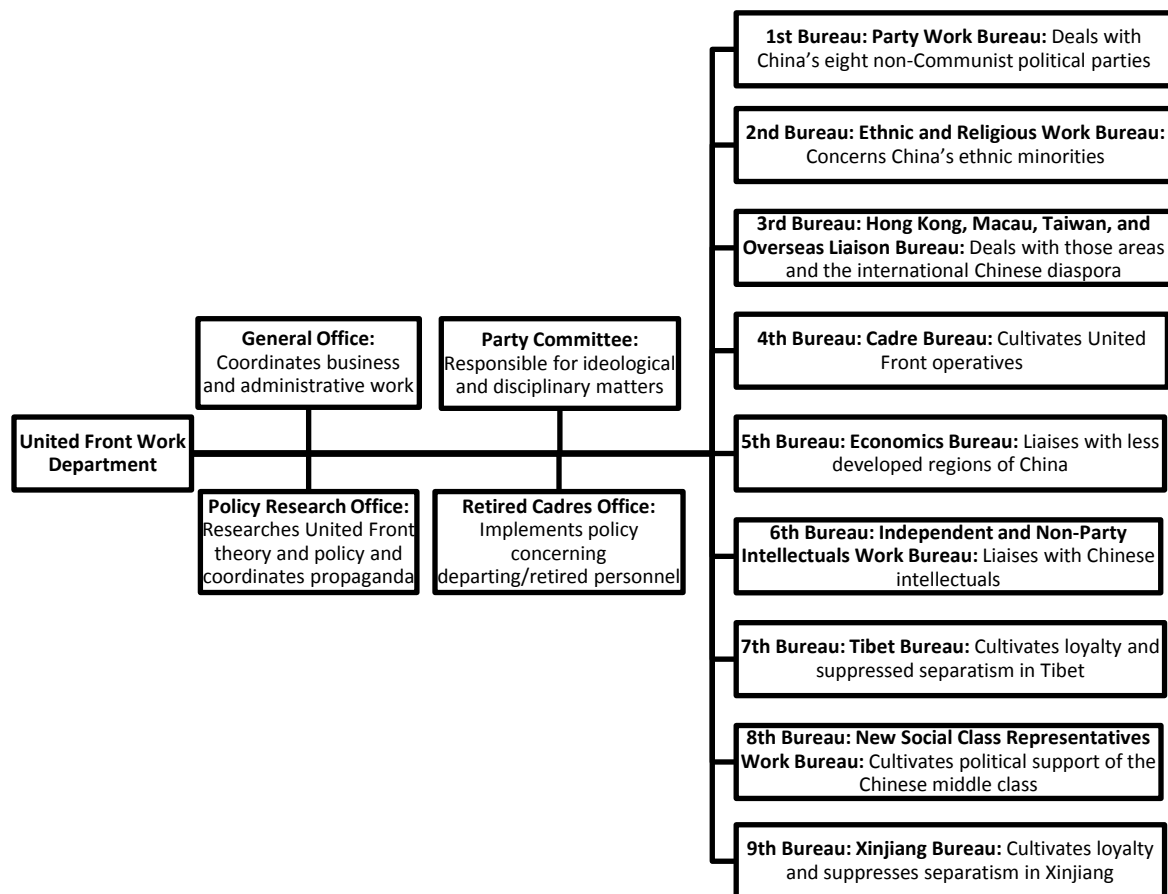 1st Bureau: Party Work Bureau: Deals with
China's eight non-Communist political parties
2nd Bureau: Ethnic and Religious Work Bureau:
Concerns China's ethnic minorities
3rd Bureau: Hong Kong, Macau, Taiwan, and
Overseas Liaison Bureau: Deals with those areas
and the international Chinese diaspora
General Office:
Coordinates business
and administrative work
Party Committee:
Responsible for ideological
and disciplinary matters
4th Bureau: Cadre Bureau: Cultivates United
Front operatives
United Front Work
Department
5th Bureau: Economics Bureau: Liaises with less
developed regions of China
Policy Research Office:
Researches United Front
theory and policy and
coordinates propaganda
Retired Cadres Office:
Implements policy
concerning
departing/retired personnel
6th Bureau: Independent and Non-Party
Intellectuals Work Bureau: Liaises with Chinese
intellectuals
7th Bureau: Tibet Bureau: Cultivates loyalty and
suppressed separatism in Tibet
8th Bureau: New Social Class Representatives
Work Bureau: Cultivates political support of the
Chinese middle class
9th Bureau: Xinjiang Bureau: Cultivates loyalty
and suppresses separatism in Xinjiang